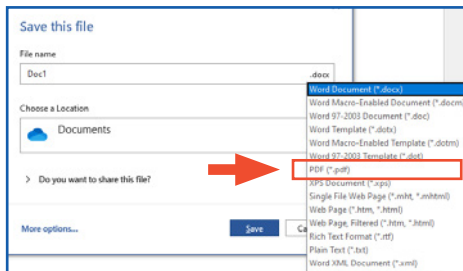 Save this file
File name
Doc1
.docx
Choose a Location
Documents
> Do you want to share this file?
More options...
Save
Ca
Word Document (*.docx)
Word Macro-Enabled Document (*.docm
Word 97-2003 Document (*.doc)
Word Template (*.dotx)
Word Macro-Enabled Template (*.dotm)
Word 97-2003 Template (*.dot)
PDF (*.pdf)
XPS Document (*.xps)
Single File Web Page (*.mht, *.mhtml)
Web Page (*.htm, *.html)
Web Page, Filtered (*.htm, *.html)
Rich Text Format (*.rtf)
Plain Text (*.txt)
Word XML Document (*.xml)